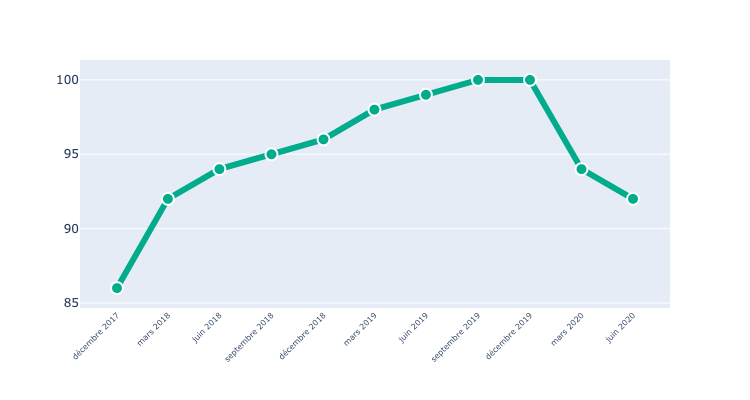 100
95
90
85
décembre 2017
mars 2018
juin 2018
septembre 2018
décembre 2018
mars 2019
juin 2019
septembre 2019
décembre 2019
mars 2020
juin 2020